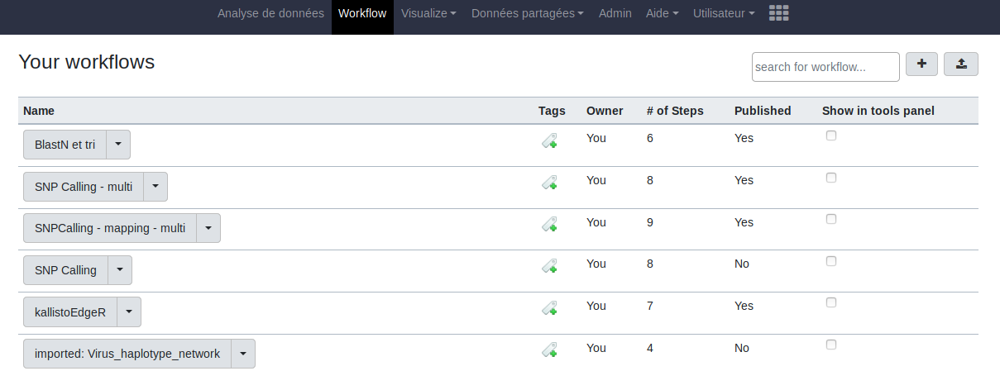 Analyse de données Workflow Visualize Données partagées Admin Aide Utilisateur
Your workflows
search for workflow...
Name Tags Owner # of Steps Published Show in tools panel
BlastN et tri You 6 Yes
SNP Calling - multi You 8 Yes
SNPCalling - mapping - multi You 9 Yes
SNP Calling You 8 No
kallistoEdgeR You 7 Yes
imported: Virus_haplotype_network You 4 No